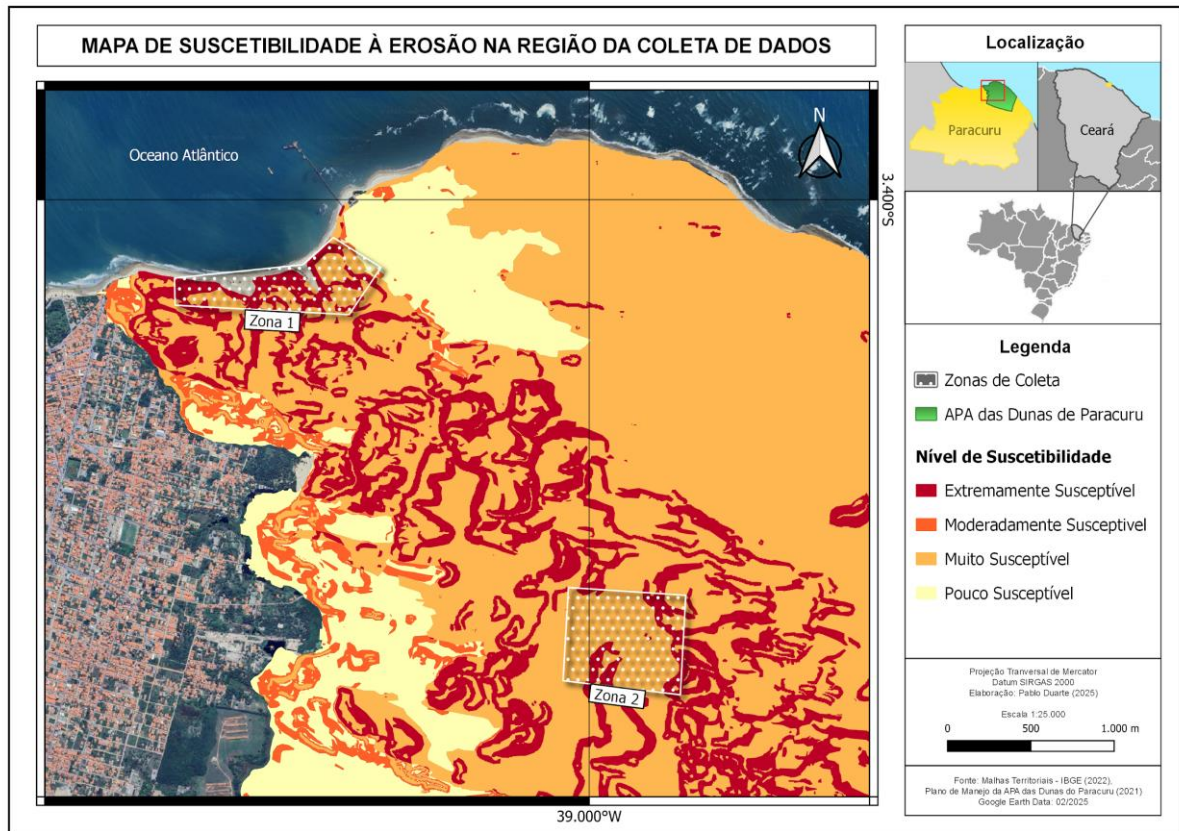 MAPA DE SUSCETIBILIDADE À EROSÃO NA REGIÃO DA COLETA DE DADOS
Oceano Atlântico
N
3.400°S
Zona 1
Zona 2
39.000°W
Localização
Paracuru
Ceará
Legenda
Zonas de Coleta
APA das Dunas de Paracuru
Nível de Suscetibilidade
Extremamente Susceptível
Moderadamente Susceptivel
Muito Susceptível
Pouco Susceptível
Projeção Tranversal de Mercator
Datum SIRGAS 2000
Elaboração: Pablo Duarte (2025)
Escala 1:25.000
0 500 1.000 m
Fonte: Malhas Territoriais - IBGE (2022),
Plano de Manejo da APA das Dunas do Paracuru (2021)
Google Earth Data: 02/2025